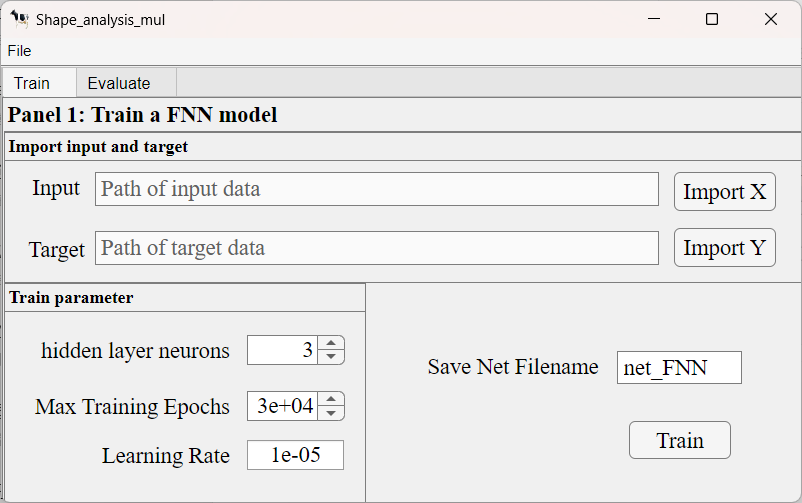 Shape_analysis_mul
File
Train Evaluate
Panel 1: Train a FNN model
Import input and target
Input Path of input data Import X
Target Path of target data Import Y
Train parameter
hidden layer neurons 3
Save Net Filename net_FNN
Max Training Epochs 3e+04
Train
Learning Rate 1e-05